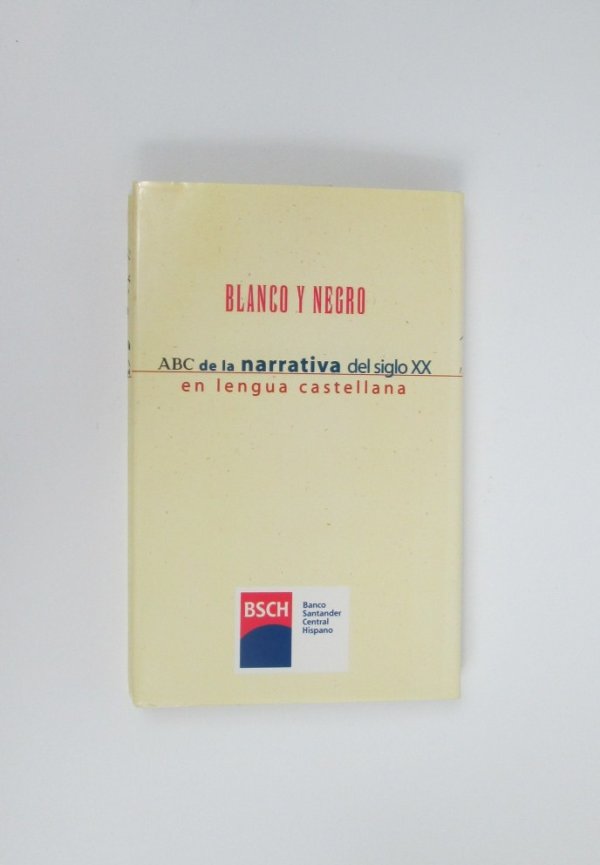 BLANCO Y NEGRO
ABC de la narrativa del siglo XX
en lengua castellana
BSCH
Banco
Santander
Central
Hispano